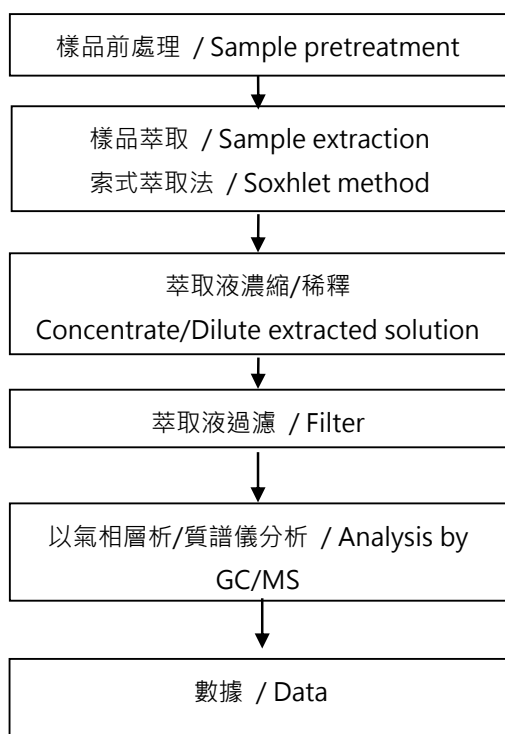 樣品前處理 / Sample pretreatment
樣品萃取 / Sample extraction
索式萃取法 / Soxhlet method
萃取液濃縮/稀釋
Concentrate/Dilute extracted solution
萃取液過濾 / Filter
以氣相層析/質譜儀分析 / Analysis by
GC/MS
數據 / Data